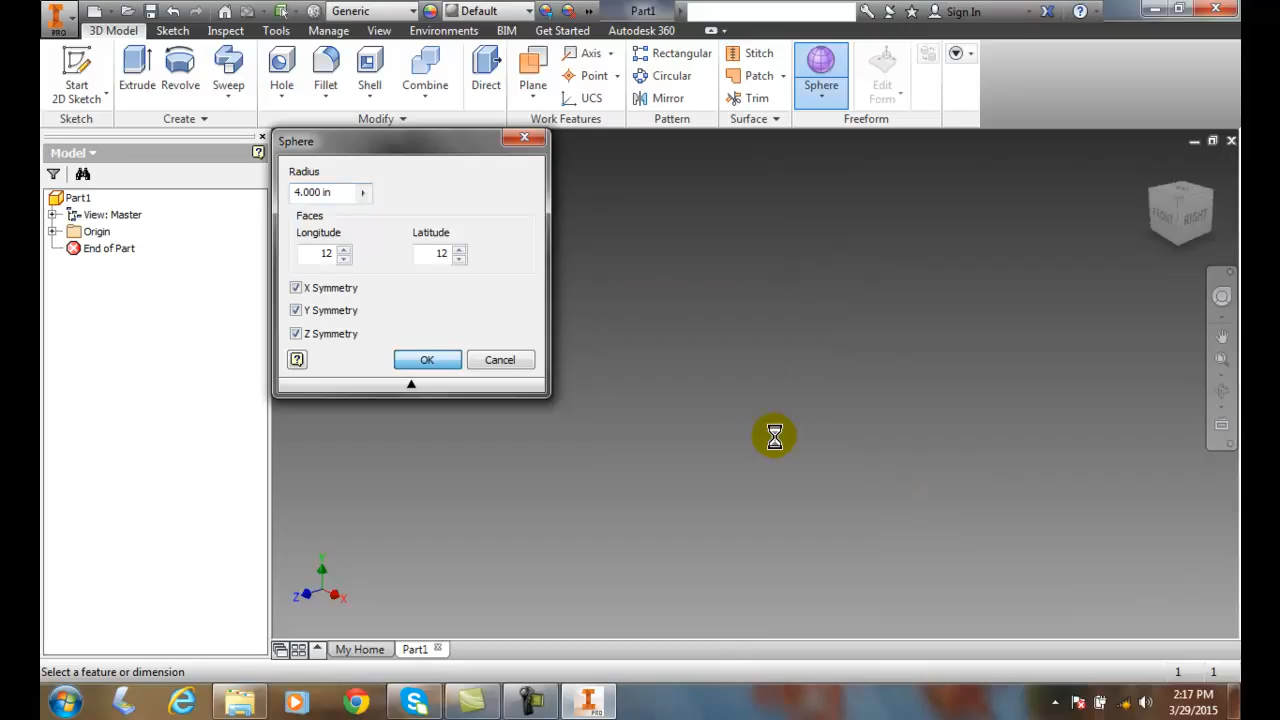 Generic
Default
Part1
Sign In
PRO
3D Model
Sketch
Inspect
Tools
Manage
View
Environments
BIM
Get Started
Autodesk 360
Start
2D Sketch
Extrude
Revolve
Sweep
Hole
Fillet
Shell
Combine
Direct
Plane
Axis
Point
UCS
Rectangular
Circular
Mirror
Stitch
Patch
Trim
Sphere
Edit
Form
Sketch
Create
Modify
Work Features
Pattern
Surface
Freeform
Model
Part1
View: Master
Origin
End of Part
Sphere
Radius
4.000 in
Faces
Longitude
Latitude
12
12
X Symmetry
Y Symmetry
Z Symmetry
OK
Cancel
FRONT
RIGHT
Y
Z
X
My Home
Part1
Select a feature or dimension
1
1
PRO
2:17 PM
3/29/2015